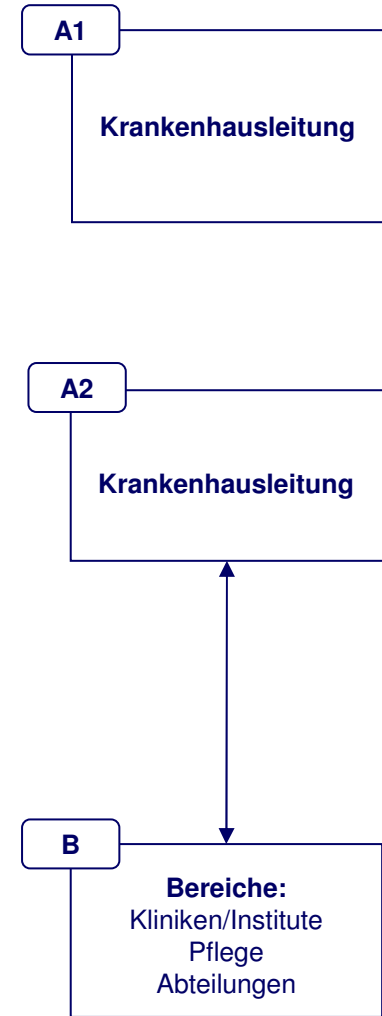 A1
Krankenhausleitung
A2
Krankenhausleitung
B
Bereiche:
Kliniken/Institute
Pflege
Abteilungen